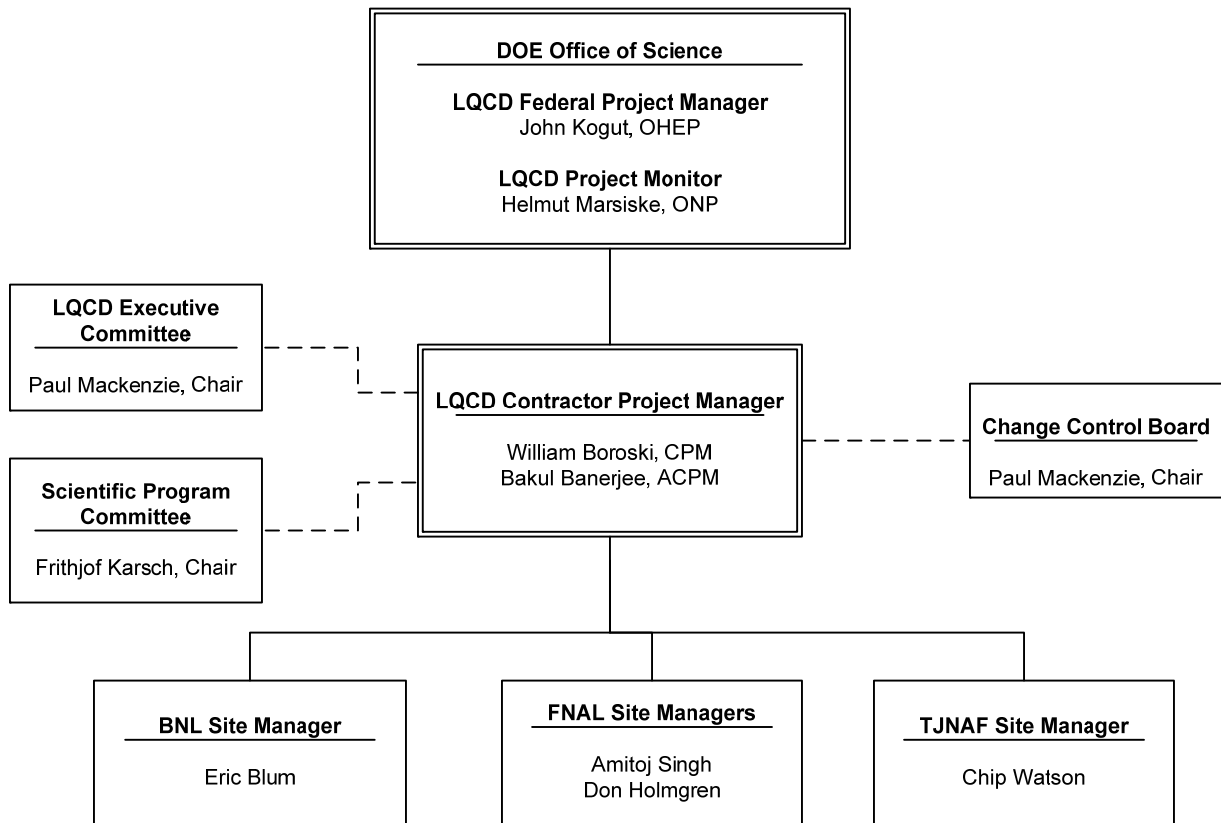 DOE Office of Science
LQCD Federal Project Manager
John Kogut, OHEP
LQCD Project Monitor
Helmut Marsiske, ONP
LQCD Executive
Committee
Paul Mackenzie, Chair
LQCD Contractor Project Manager
William Boroski, CPM
Bakul Banerjee, ACPM
Change Control Board
Paul Mackenzie, Chair
Scientific Program
Committee
Frithjof Karsch, Chair
BNL Site Manager
Eric Blum
FNAL Site Managers
Amitoj Singh
Don Holmgren
TJNAF Site Manager
Chip Watson